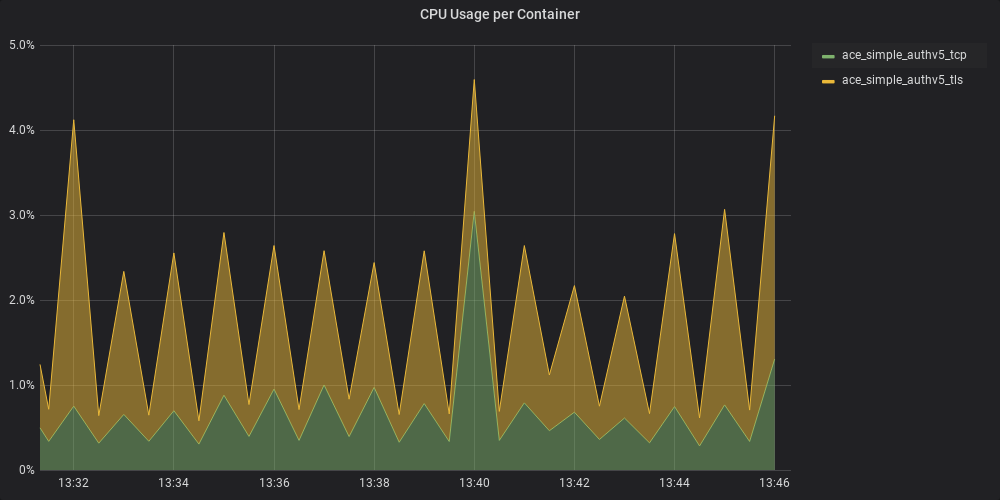 CPU Usage per Container
5.0%
4.0%
3.0%
2.0%
1.0%
0%
13:32 13:34 13:36 13:38 13:40 13:42 13:44 13:46
ace_simple_authv5_tcp
ace_simple_authv5_tls